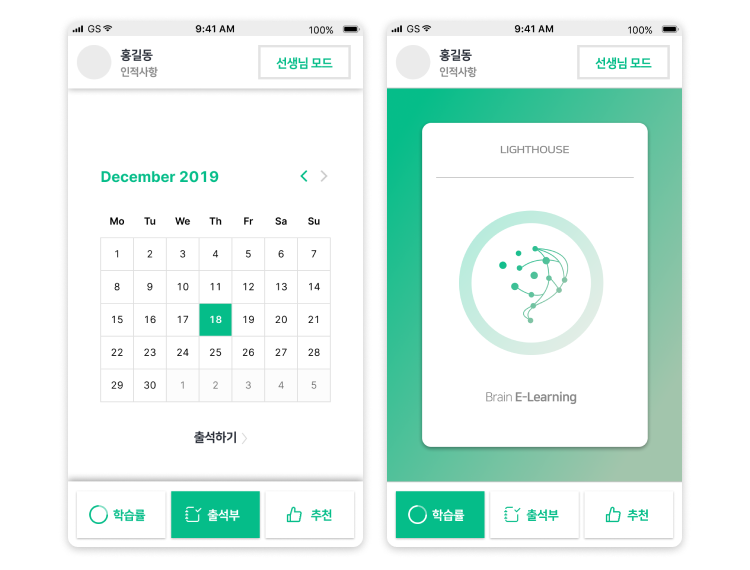 GS 9:41 AM 100%
홍길동
인적사항
선생님 모드
December 2019
Mo Tu We Th Fr Sa Su
1 2 3 4 5 6 7
8 9 10 11 12 13 14
15 16 17 18 19 20 21
22 23 24 25 26 27 28
29 30 1 2 3 4 5
출석하기
학습률 출석부 추천
GS 9:41 AM 100%
홍길동
인적사항
선생님 모드
LIGHTHOUSE
Brain E-Learning
학습률 출석부 추천